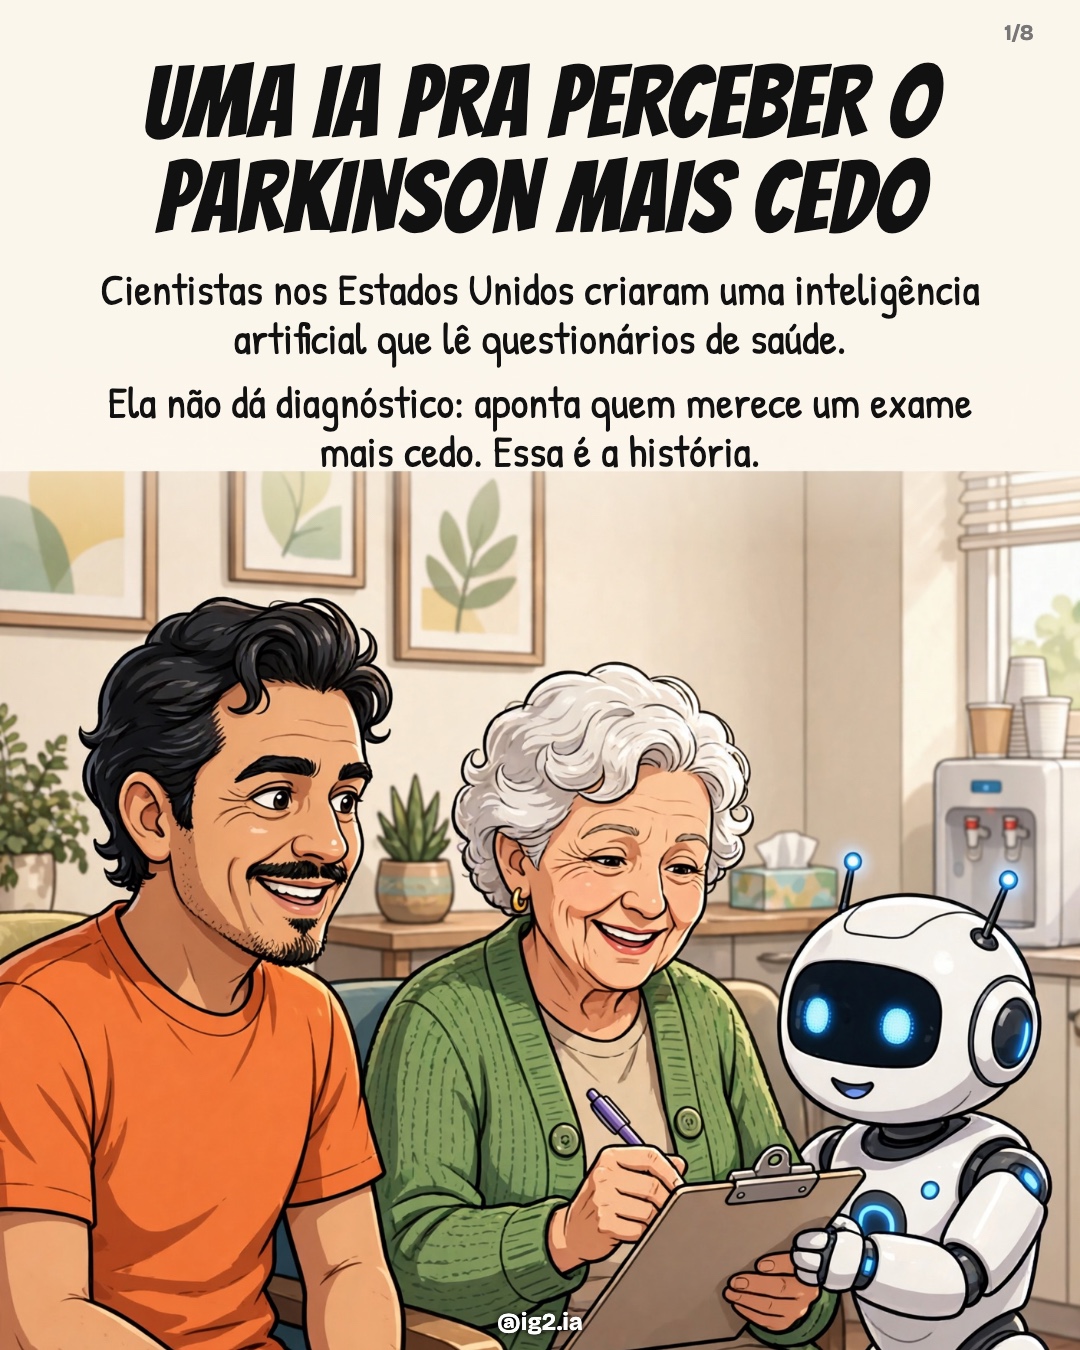 1/8
UMA IA PRA PERCEBER O
PARKINSON MAIS CEDO
Cientistas nos Estados Unidos criaram uma inteligência
artificial que lê questionários de saúde.
Ela não dá diagnóstico: aponta quem merece um exame
mais cedo. Essa é a história.
@ig2.ia